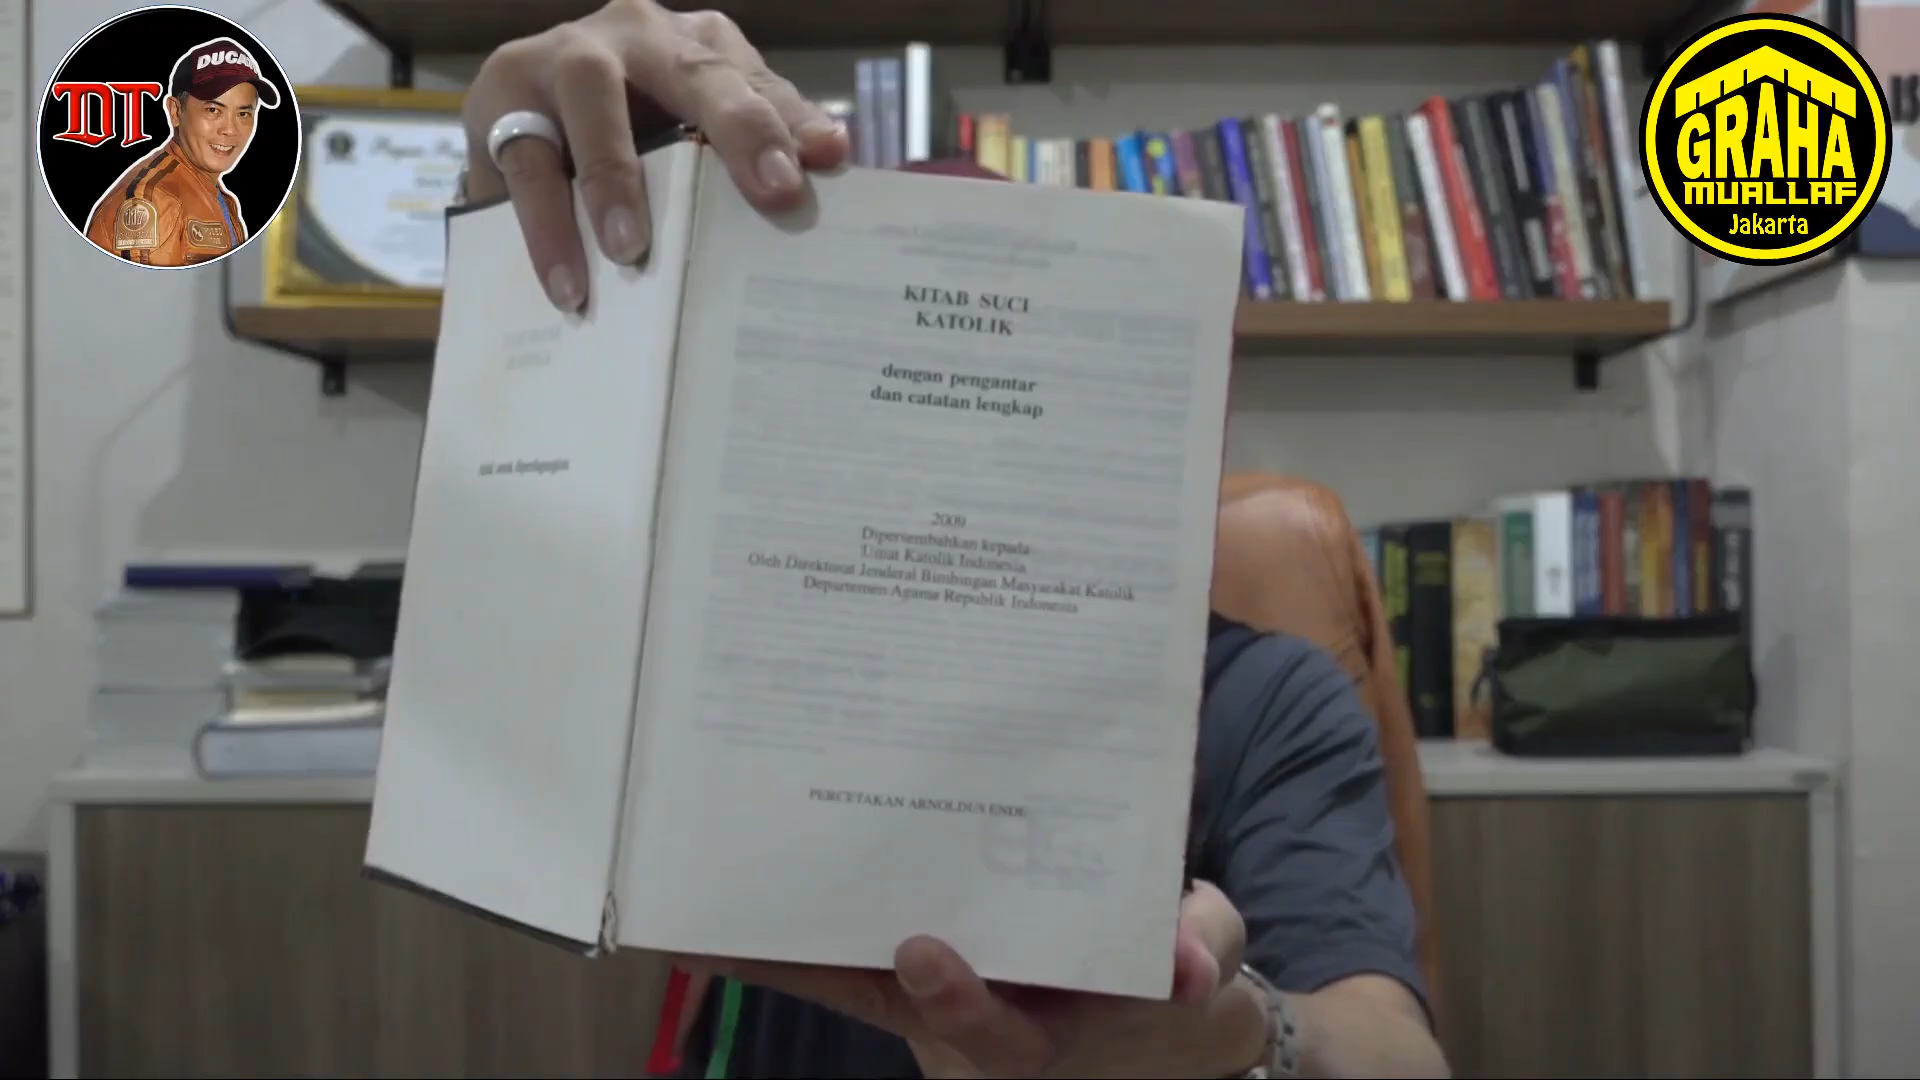 DT
DUCATI
GRAHA
MUALLAF
Jakarta
KITAB SUCI
KATOLIK
dengan pengantar
dan catatan lengkap
2009
Dipersembahkan kepada
Umat Katolik Indonesia
Oleh Direktorat Jenderal Bimbingan Masyarakat Katolik
Departemen Agama Republik Indonesia
PERCETAKAN ARNOLDUS ENDE